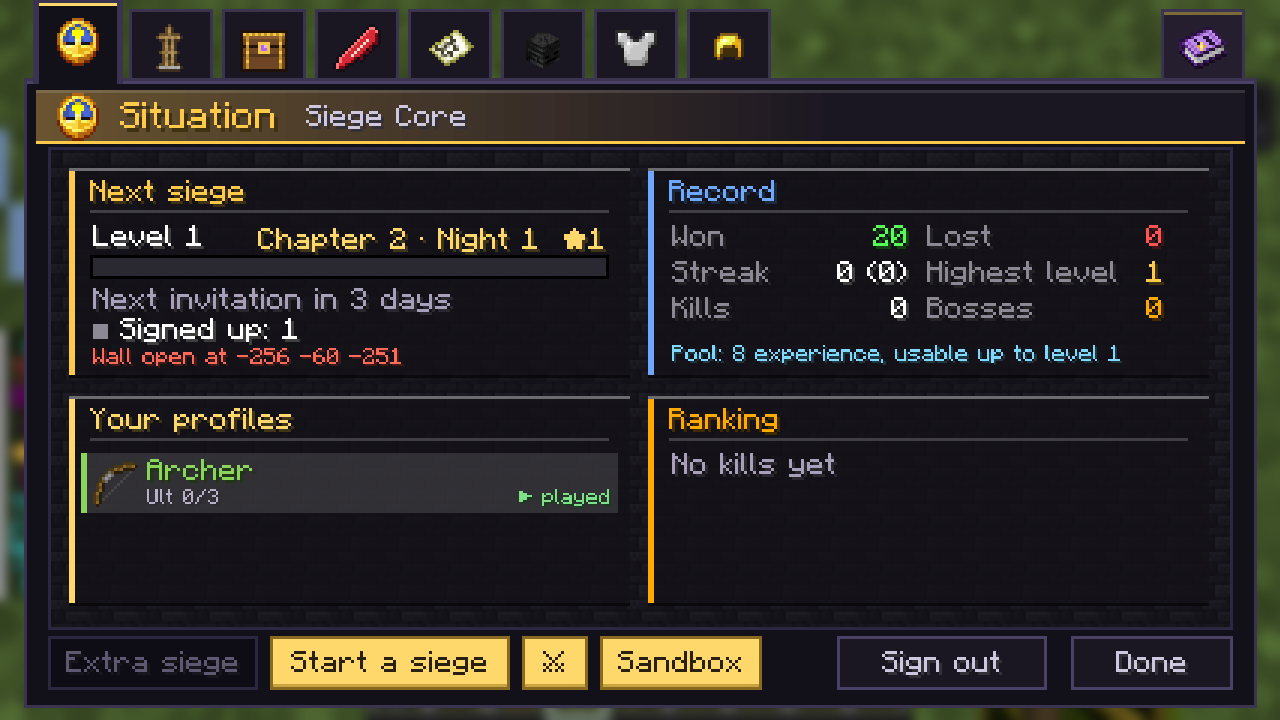 Situation Siege Core
Next siege
Level 1 Chapter 2 · Night 1 ★1
Next invitation in 3 days
Signed up: 1
Wall open at -256 -60 -251
Record
Won 20 Lost 0
Streak 0 (0) Highest level 1
Kills 0 Bosses 0
Pool: 8 experience, usable up to level 1
Your profiles
Archer
Ult 0/3 ► played
Ranking
No kills yet
Extra siege Start a siege Sandbox Sign out Done